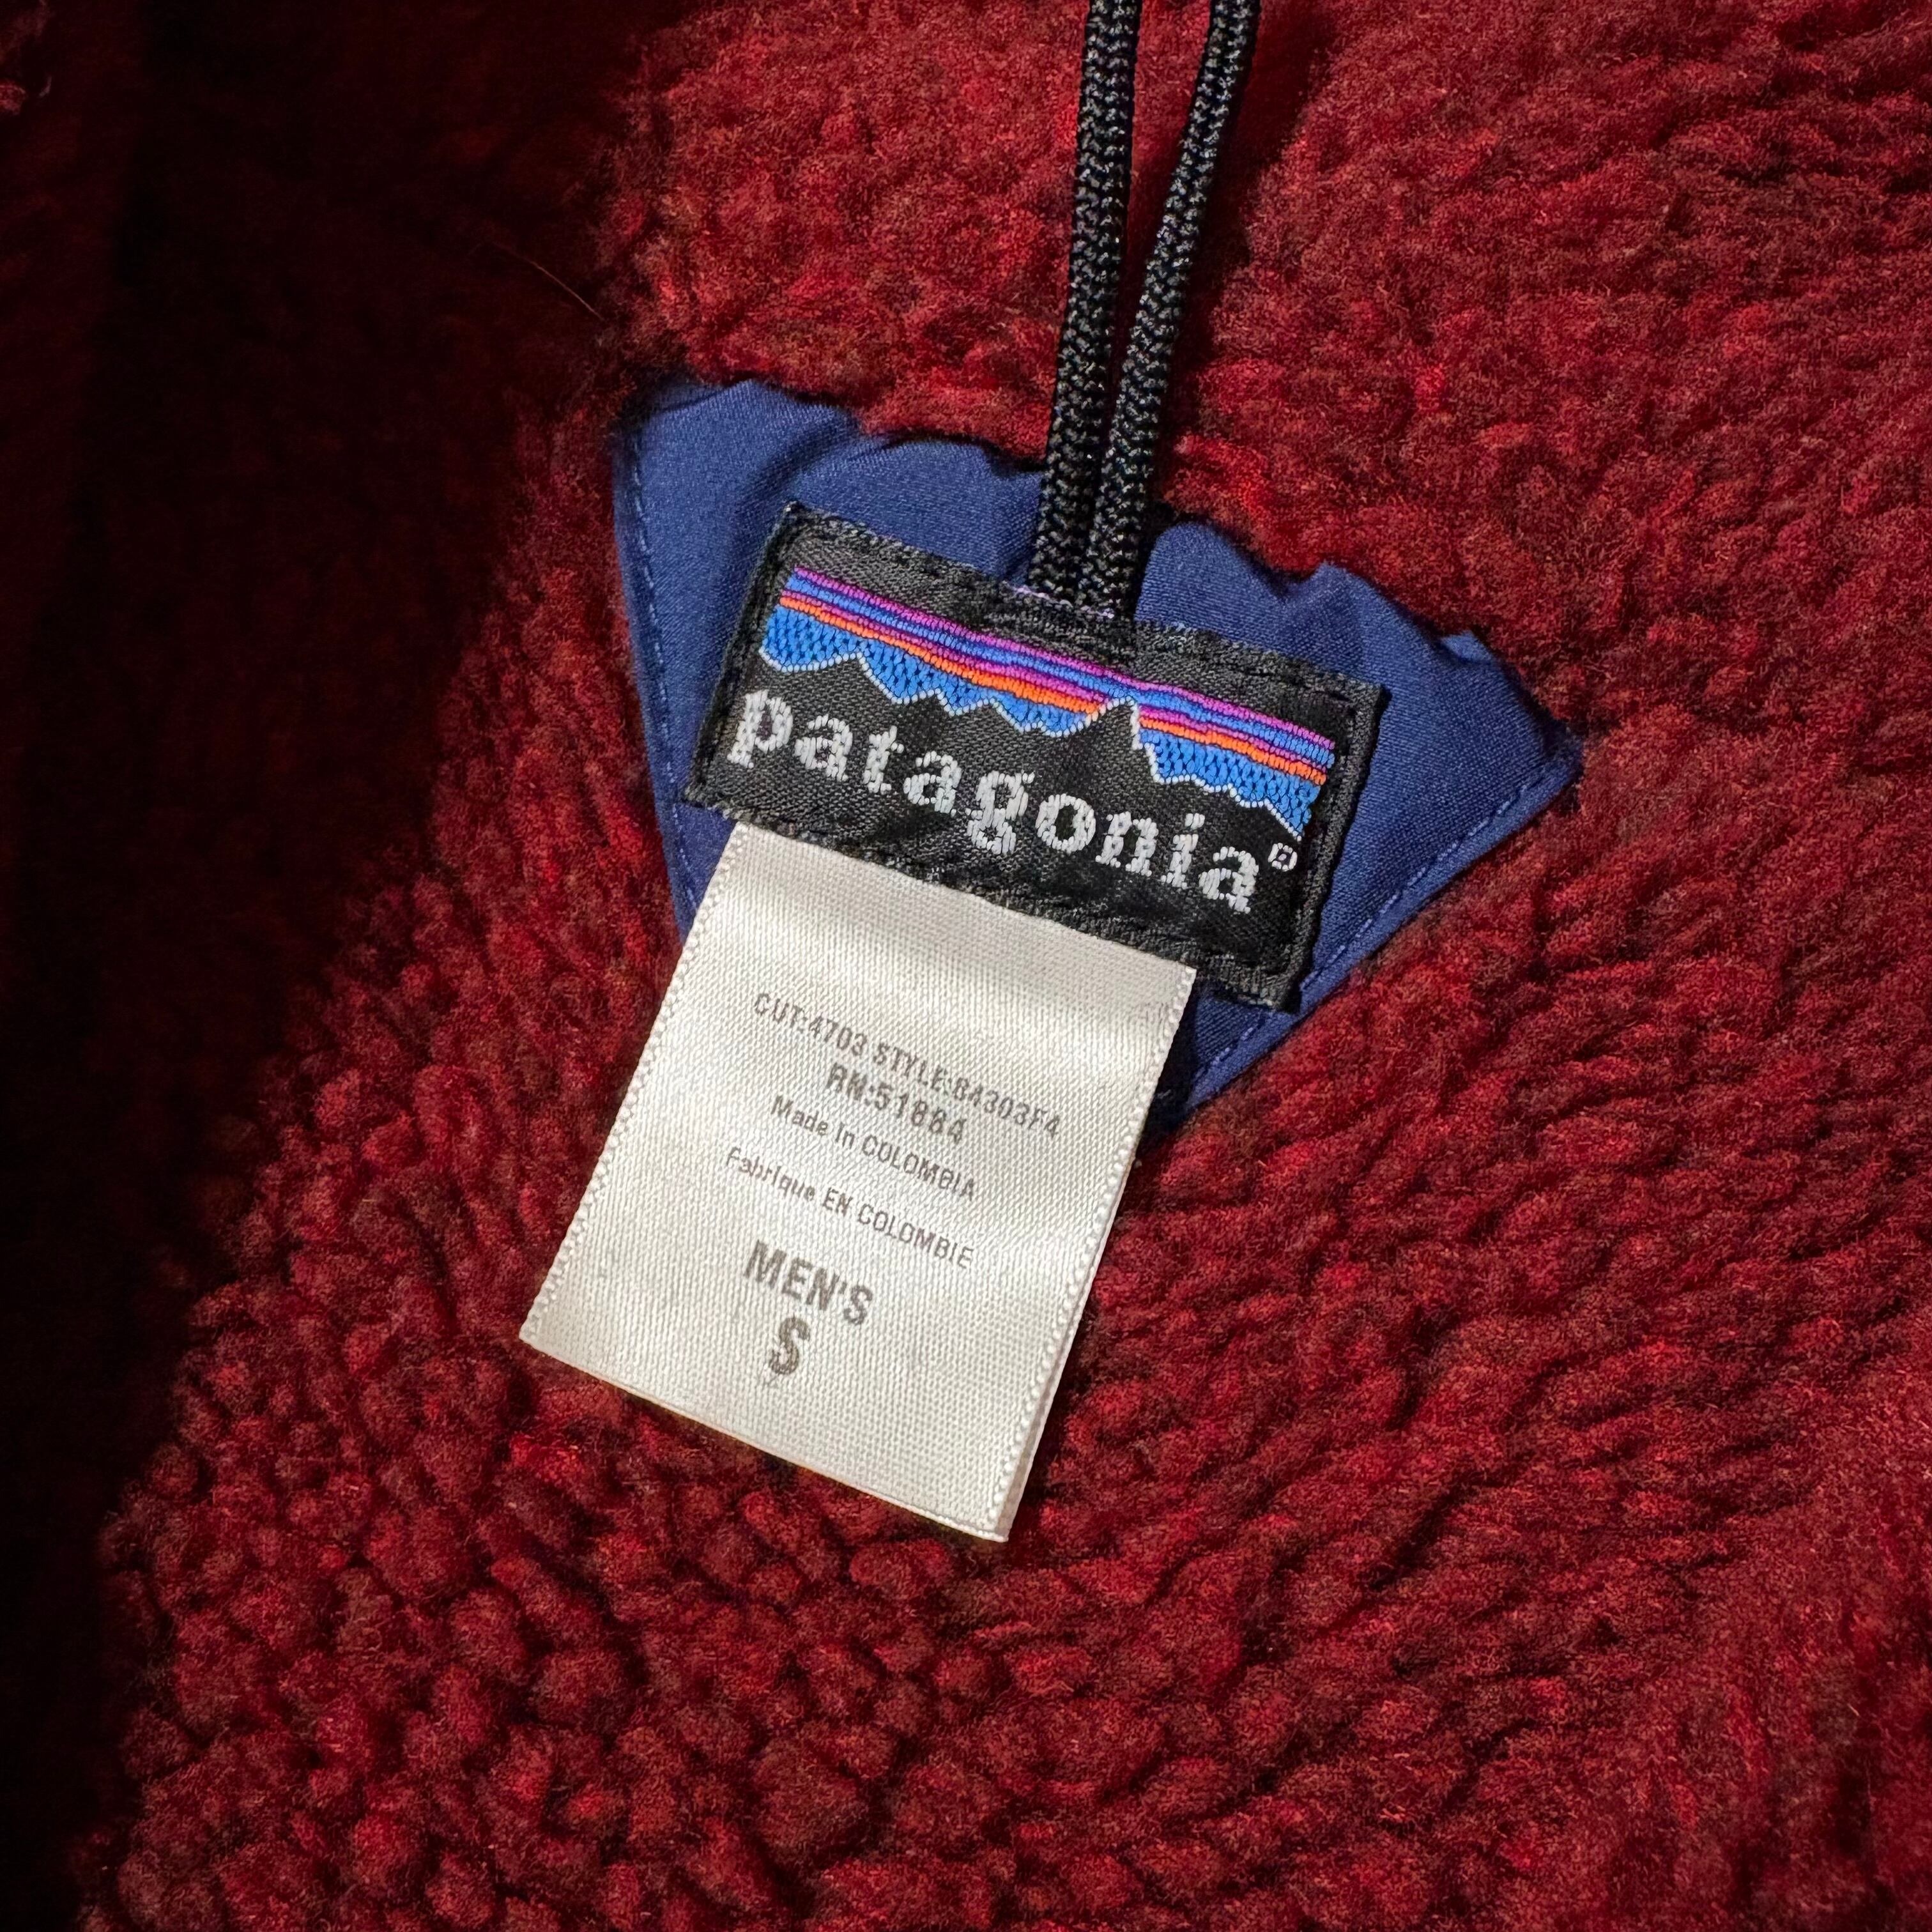 patagonia®
CUT:4703 STYLE:84303F4
RN:51884
Made in COLOMBIA
Fabrique EN COLOMBIE
MEN'S
S